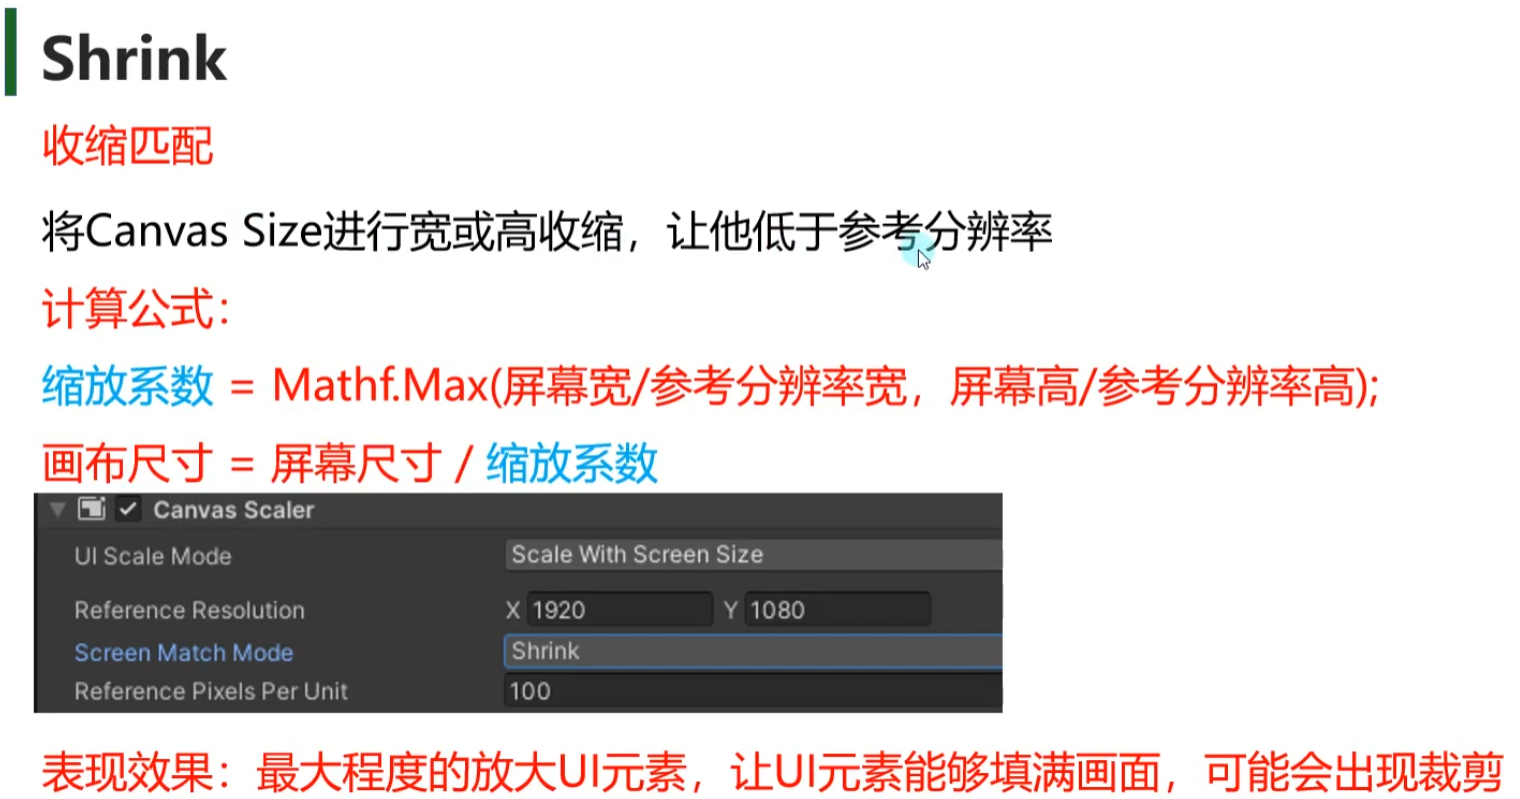 Shrink
收缩匹配
将Canvas Size进行宽或高收缩，让他低于参考分辨率
计算公式：
缩放系数 = Mathf.Max(屏幕宽/参考分辨率宽，屏幕高/参考分辨率高);
画布尺寸 = 屏幕尺寸 / 缩放系数
Canvas Scaler
UI Scale Mode Scale With Screen Size
Reference Resolution X 1920 Y 1080
Screen Match Mode Shrink
Reference Pixels Per Unit 100
表现效果：最大程度的放大UI元素，让UI元素能够填满画面，可能会出现裁剪